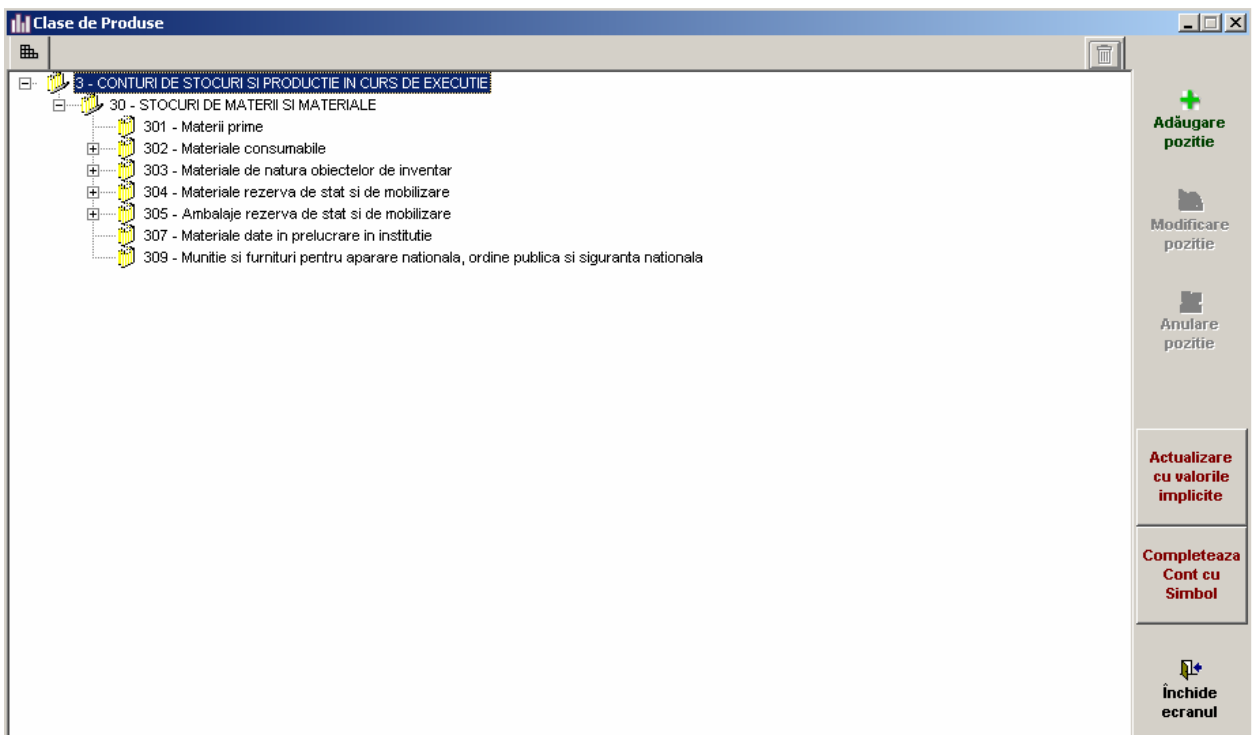 Clase de Produse
3 - CONTURI DE STOCURI SI PRODUCTIE IN CURS DE EXECUTIE
30 - STOCURI DE MATERII SI MATERIALE
301 - Materii prime
302 - Materiale consumabile
303 - Materiale de natura obiectelor de inventar
304 - Materiale rezerva de stat si de mobilizare
305 - Ambalaje rezerva de stat si de mobilizare
307 - Materiale date in prelucrare in institutie
309 - Munitie si furnituri pentru aparare nationala, ordine publica si siguranta nationala
Adăugare
pozitie
Modificare
pozitie
Anulare
pozitie
Actualizare
cu valorile
implicite
Completeaza
Cont cu
Simbol
Închide
ecranul